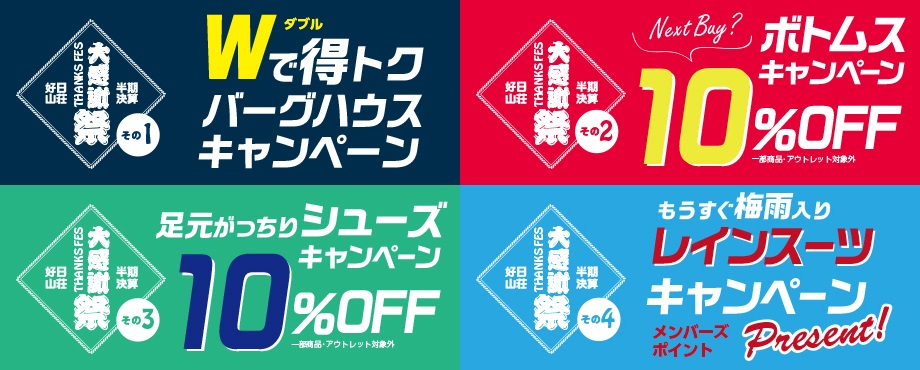 好日山荘
大感謝祭
THANKS FES
半期決算
その1
ダブル
Wで得トク
バーグハウス
キャンペーン
好日山荘
大感謝祭
THANKS FES
半期決算
その2
Next Buy?
ボトムス
キャンペーン
10%OFF
一部商品・アウトレット対象外
好日山荘
大感謝祭
THANKS FES
半期決算
その3
足元がっちりシューズ
キャンペーン
10%OFF
一部商品・アウトレット対象外
好日山荘
大感謝祭
THANKS FES
半期決算
その4
もうすぐ梅雨入り
レインスーツ
キャンペーン
メンバーズ
ポイント
Present!